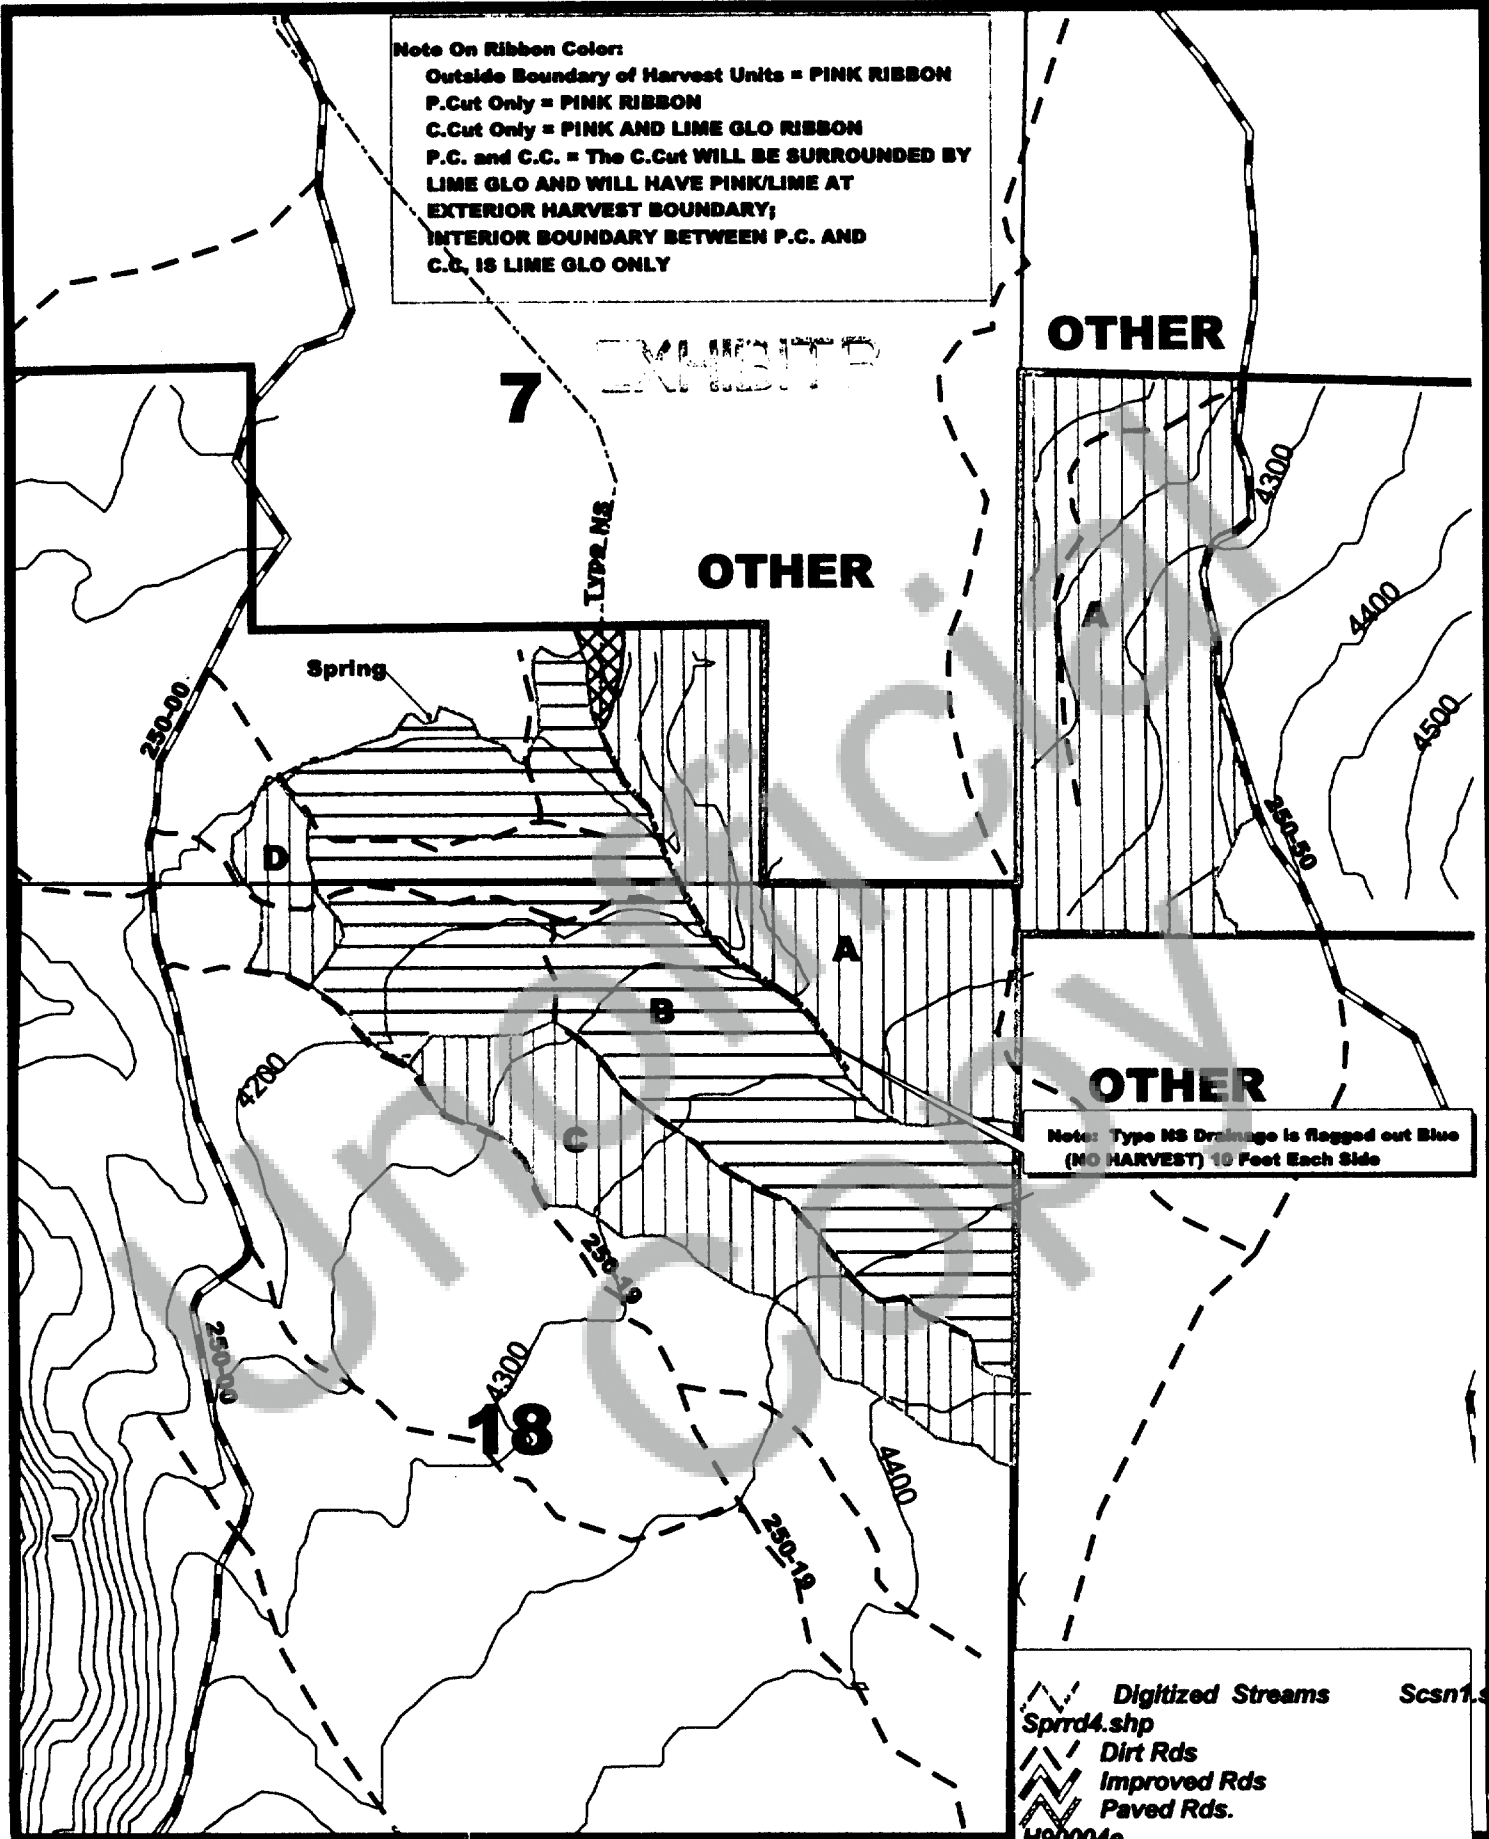 Note On Ribbon Color:
Outside Boundary of Harvest Units = PINK RIBBON
P.Cut Only = PINK RIBBON
C.Cut Only = PINK AND LIME GLO RIBBON
P.C. and C.C. = The C.Cut WILL BE SURROUNDED BY
LIME GLO AND WILL HAVE PINK/LIME AT
EXTERIOR HARVEST BOUNDARY;
INTERIOR BOUNDARY BETWEEN P.C. AND
C.C. IS LIME GLO ONLY
OTHER
EXHIBIT
7
4300
Type NS
OTHER
4400
A
Spring
250-00
4500
250-50
D
A
B
4200
OTHER
Note: Type NS Drainage is flagged out Blue
(NO HARVEST) 10 Feet Each Side
C
250-19
250-00
4300
18
4400
250-19
Digitized Streams Scsn1.s
Sprrd4.shp
Dirt Rds
Improved Rds
Paved Rds.
Unofficial
Copy